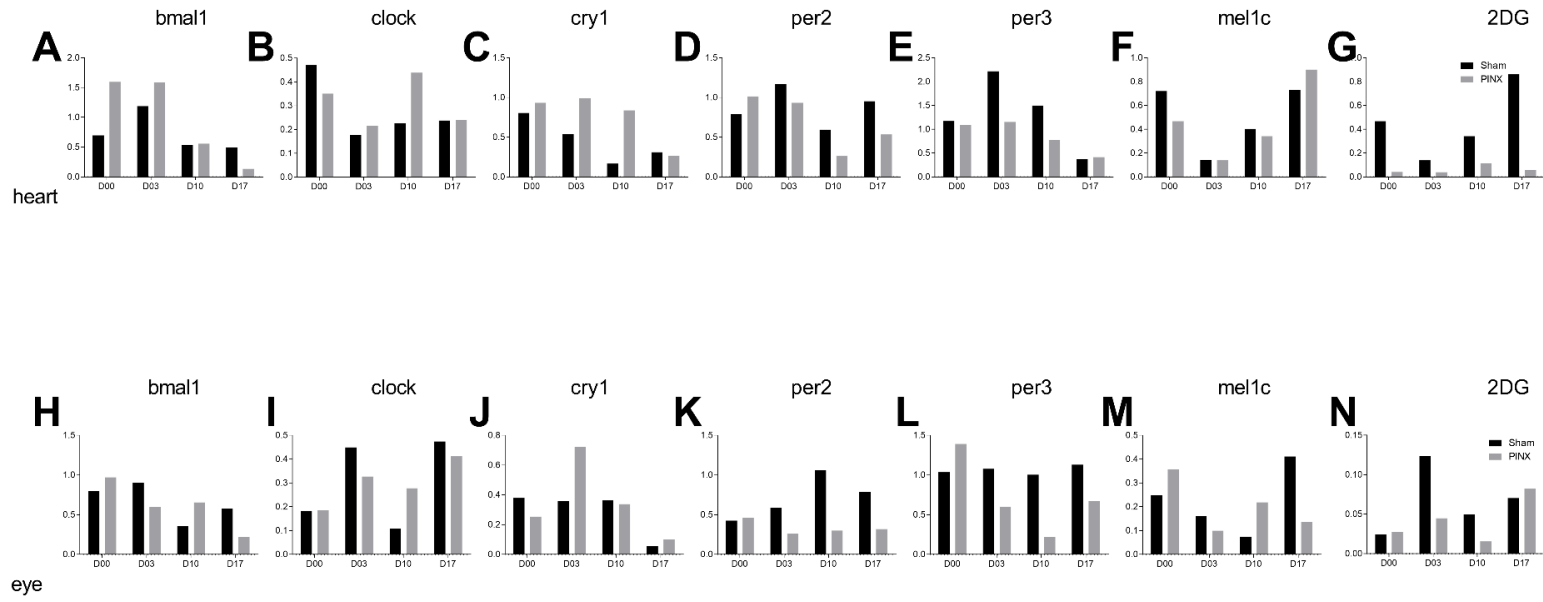 bmal1 clock cry1 per2 per3 mel1c 2DG
A B C D E F G
2.0 1.5 1.0 0.5 0.0
D00 D03 D10 D17
0.5 0.4 0.3 0.2 0.1 0.0
D00 D03 D10 D17
1.5 1.0 0.5 0.0
D00 D03 D10 D17
1.5 1.0 0.5 0.0
D00 D03 D10 D17
2.5 2.0 1.5 1.0 0.5 0.0
D00 D03 D10 D17
1.0 0.8 0.6 0.4 0.2 0.0
D00 D03 D10 D17
1.0 0.8 0.6 0.4 0.2 0.0
D00 D03 D10 D17
Sham
PINX
heart
bmal1 clock cry1 per2 per3 mel1c 2DG
H I J K L M N
1.5 1.0 0.5 0.0
D00 D03 D10 D17
0.5 0.4 0.3 0.2 0.1 0.0
D00 D03 D10 D17
0.8 0.6 0.4 0.2 0.0
D00 D03 D10 D17
1.5 1.0 0.5 0.0
D00 D03 D10 D17
1.5 1.0 0.5 0.0
D00 D03 D10 D17
0.5 0.4 0.3 0.2 0.1 0.0
D00 D03 D10 D17
0.15 0.10 0.05 0.00
D00 D03 D10 D17
Sham
PINX
eye